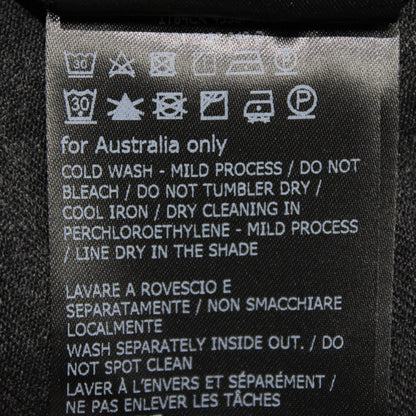 30
P
30
P
for Australia only
COLD WASH - MILD PROCESS / DO NOT
BLEACH / DO NOT TUMBLER DRY /
COOL IRON / DRY CLEANING IN
PERCHLOROETHYLENE - MILD PROCESS
/ LINE DRY IN THE SHADE
LAVARE A ROVESCIO E
SEPARATAMENTE / NON SMACCHIARE
LOCALMENTE
WASH SEPARATELY INSIDE OUT. / DO
NOT SPOT CLEAN
LAVER À L'ENVERS ET SÉPARÉMENT /
NE PAS ENLEVER LES TÂCHES